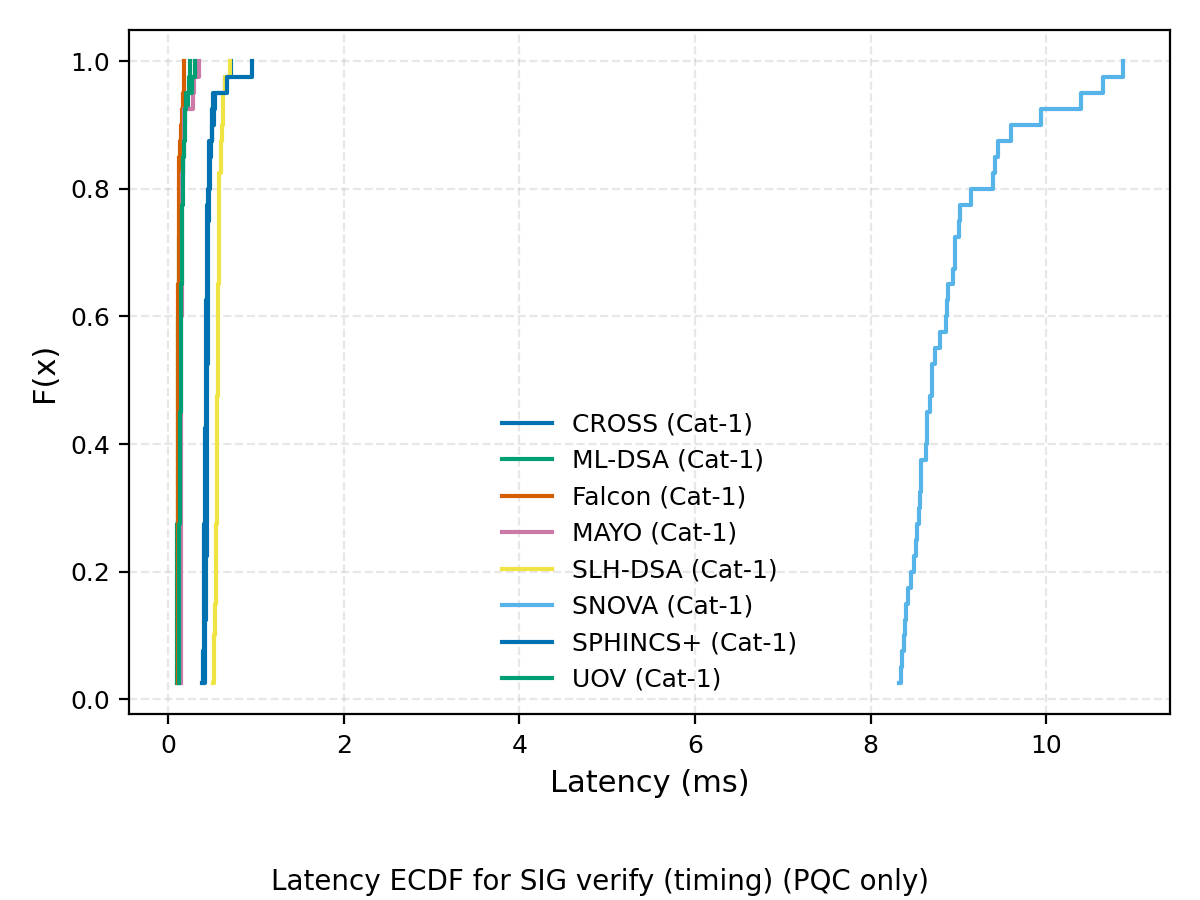 1.0
0.8
0.6
0.4
0.2
0.0
F(x)
CROSS (Cat-1)
ML-DSA (Cat-1)
Falcon (Cat-1)
MAYO (Cat-1)
SLH-DSA (Cat-1)
SNOVA (Cat-1)
SPHINCS+ (Cat-1)
UOV (Cat-1)
0 2 4 6 8 10
Latency (ms)
Latency ECDF for SIG verify (timing) (PQC only)